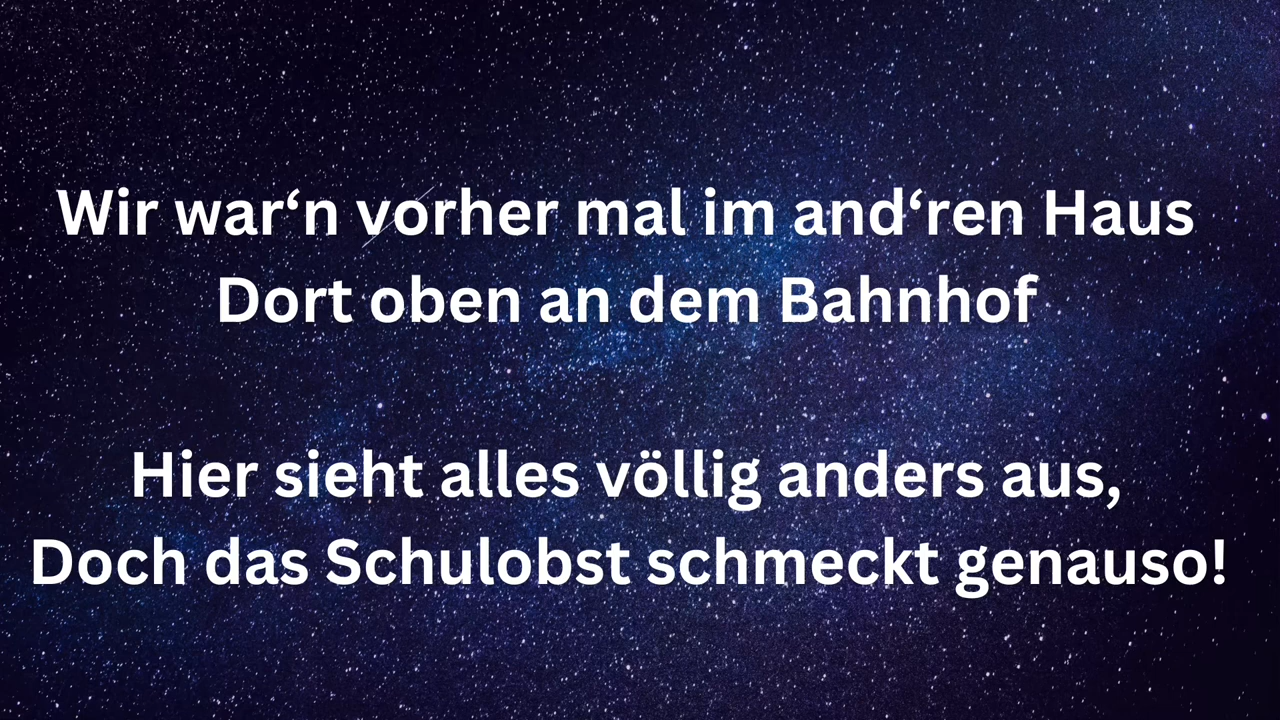 Wir war‘n vorher mal im and‘ren Haus
Dort oben an dem Bahnhof
Hier sieht alles völlig anders aus,
Doch das Schulobst schmeckt genauso!